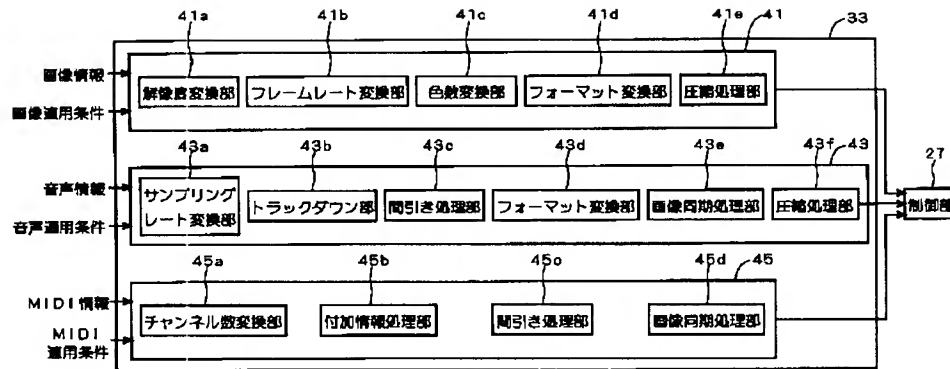 41a 41b 41c 41d 41e 41 33
画像情報
画像適用条件
解像度変換部 フレームレート変換部 色数変換部 フォーマット変換部 圧縮処理部
43a 43b 43c 43d 43e 43f 43 27
音声情報
音声適用条件
サンプリング
レート変換部
トラックダウン部 間引き処理部 フォーマット変換部 画像同期処理部 圧縮処理部 制御部
45a 45b 45c 45d 45
MIDI情報
MIDI
適用条件
チャンネル数変換部 付加情報処理部 間引き処理部 画像同期処理部